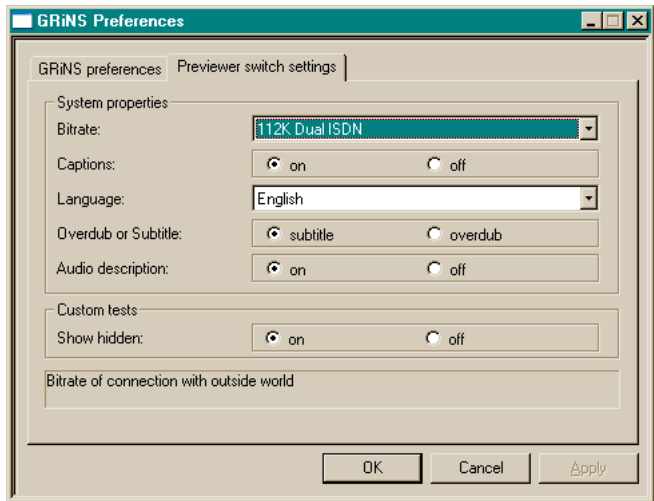 GRiNS Preferences
GRiNS preferences Previewer switch settings
System properties
Bitrate: 112K Dual ISDN
Captions: on off
Language: English
Overdub or Subtitle: subtitle overdub
Audio description: on off
Custom tests
Show hidden: on off
Bitrate of connection with outside world
OK Cancel Apply